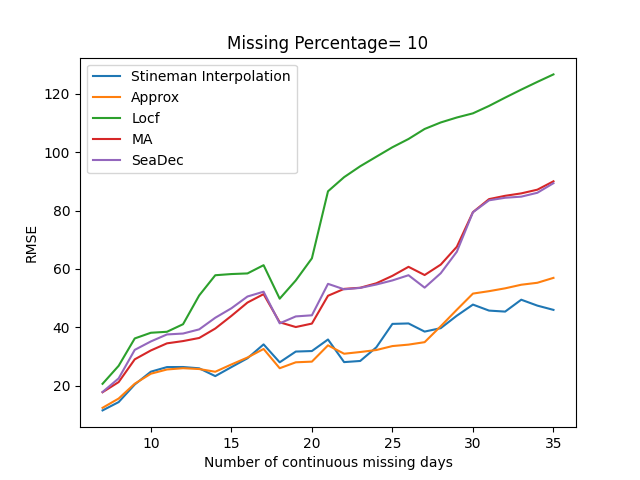 Missing Percentage= 10
Stineman Interpolation
Approx
Locf
MA
SeaDec
RMSE
120
100
80
60
40
20
10 15 20 25 30 35
Number of continuous missing days